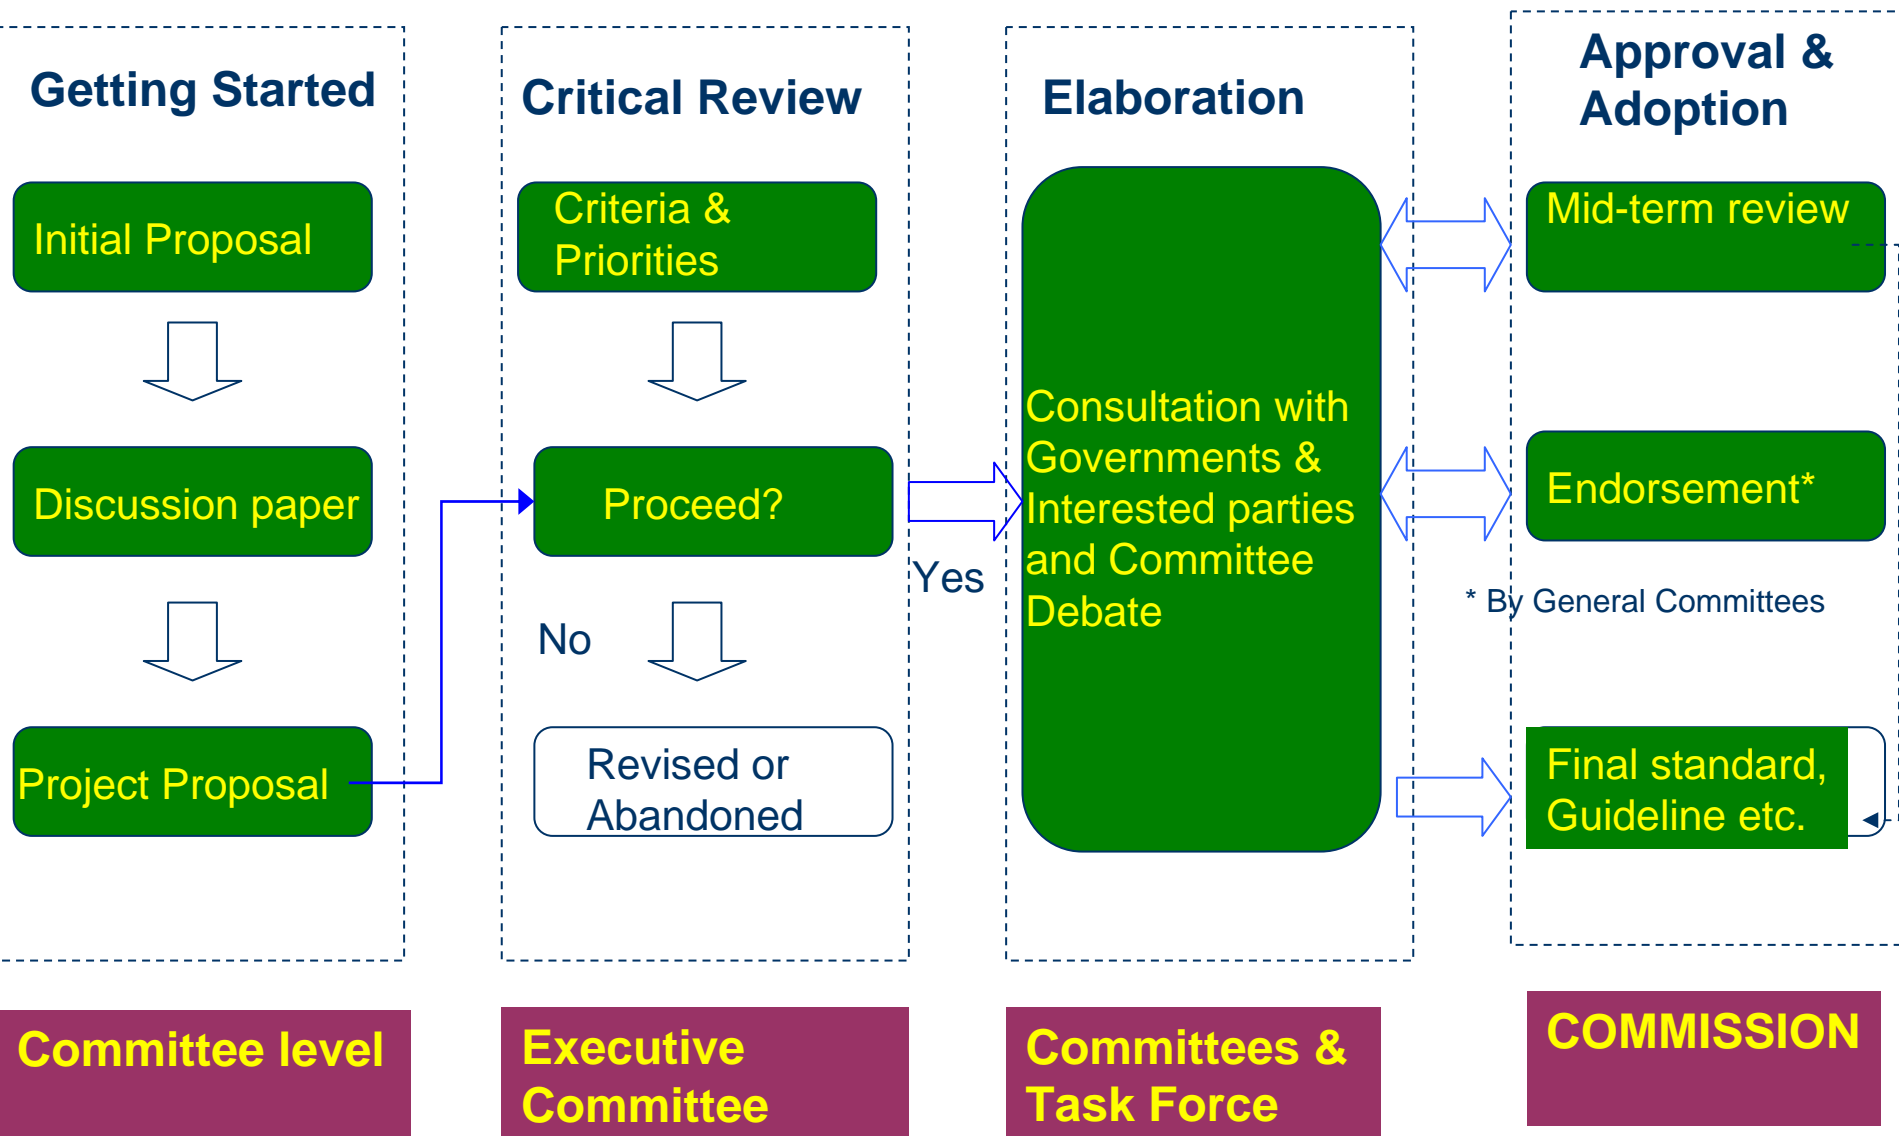 Getting Started
Initial Proposal
Discussion paper
Project Proposal
Committee level
Critical Review
Criteria &
Priorities
Proceed?
Yes
No
Revised or
Abandoned
Executive
Committee
Elaboration
Consultation with
Governments &
Interested parties
and Committee
Debate
Committees &
Task Force
Approval &
Adoption
Mid-term review
Endorsement*
* By General Committees
Final standard,
Guideline etc.
COMMISSION